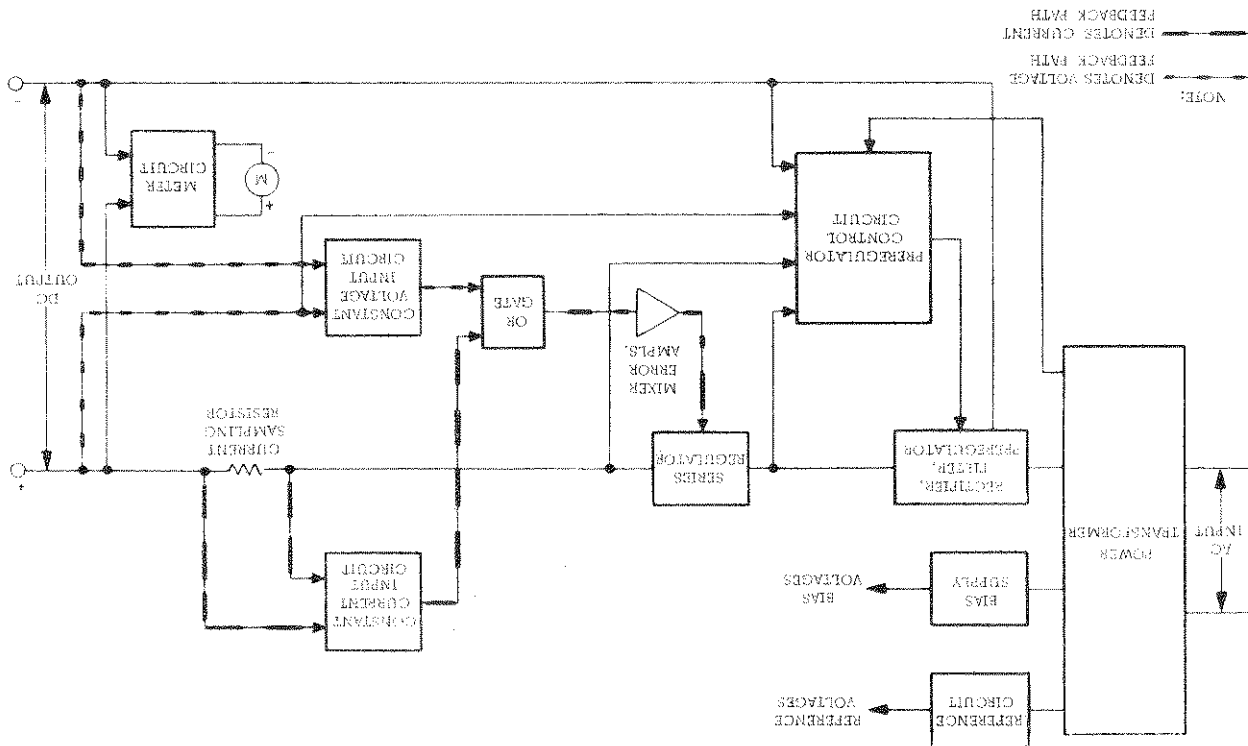 REFERENCE
CIRCUIT
REFERENCE
VOLTAGES
BIAS
SUPPLY
BIAS
VOLTAGES
AC
INPUT
POWER
TRANSFORMER
CONSTANT
CURRENT
INPUT
CIRCUIT
RECTIFIER,
FILTER,
PREREGULATOR
SERIES
REGULATOR
CURRENT
SAMPLING
RESISTOR
+
MIXER
ERROR
AMPLS.
OR
GATE
CONSTANT
VOLTAGE
INPUT
CIRCUIT
DC
OUTPUT
PREREGULATOR
CONTROL
CIRCUIT
+
M
-
METER
CIRCUIT
-
NOTE:
DENOTES VOLTAGE
FEEDBACK PATH
DENOTES CURRENT
FEEDBACK PATH